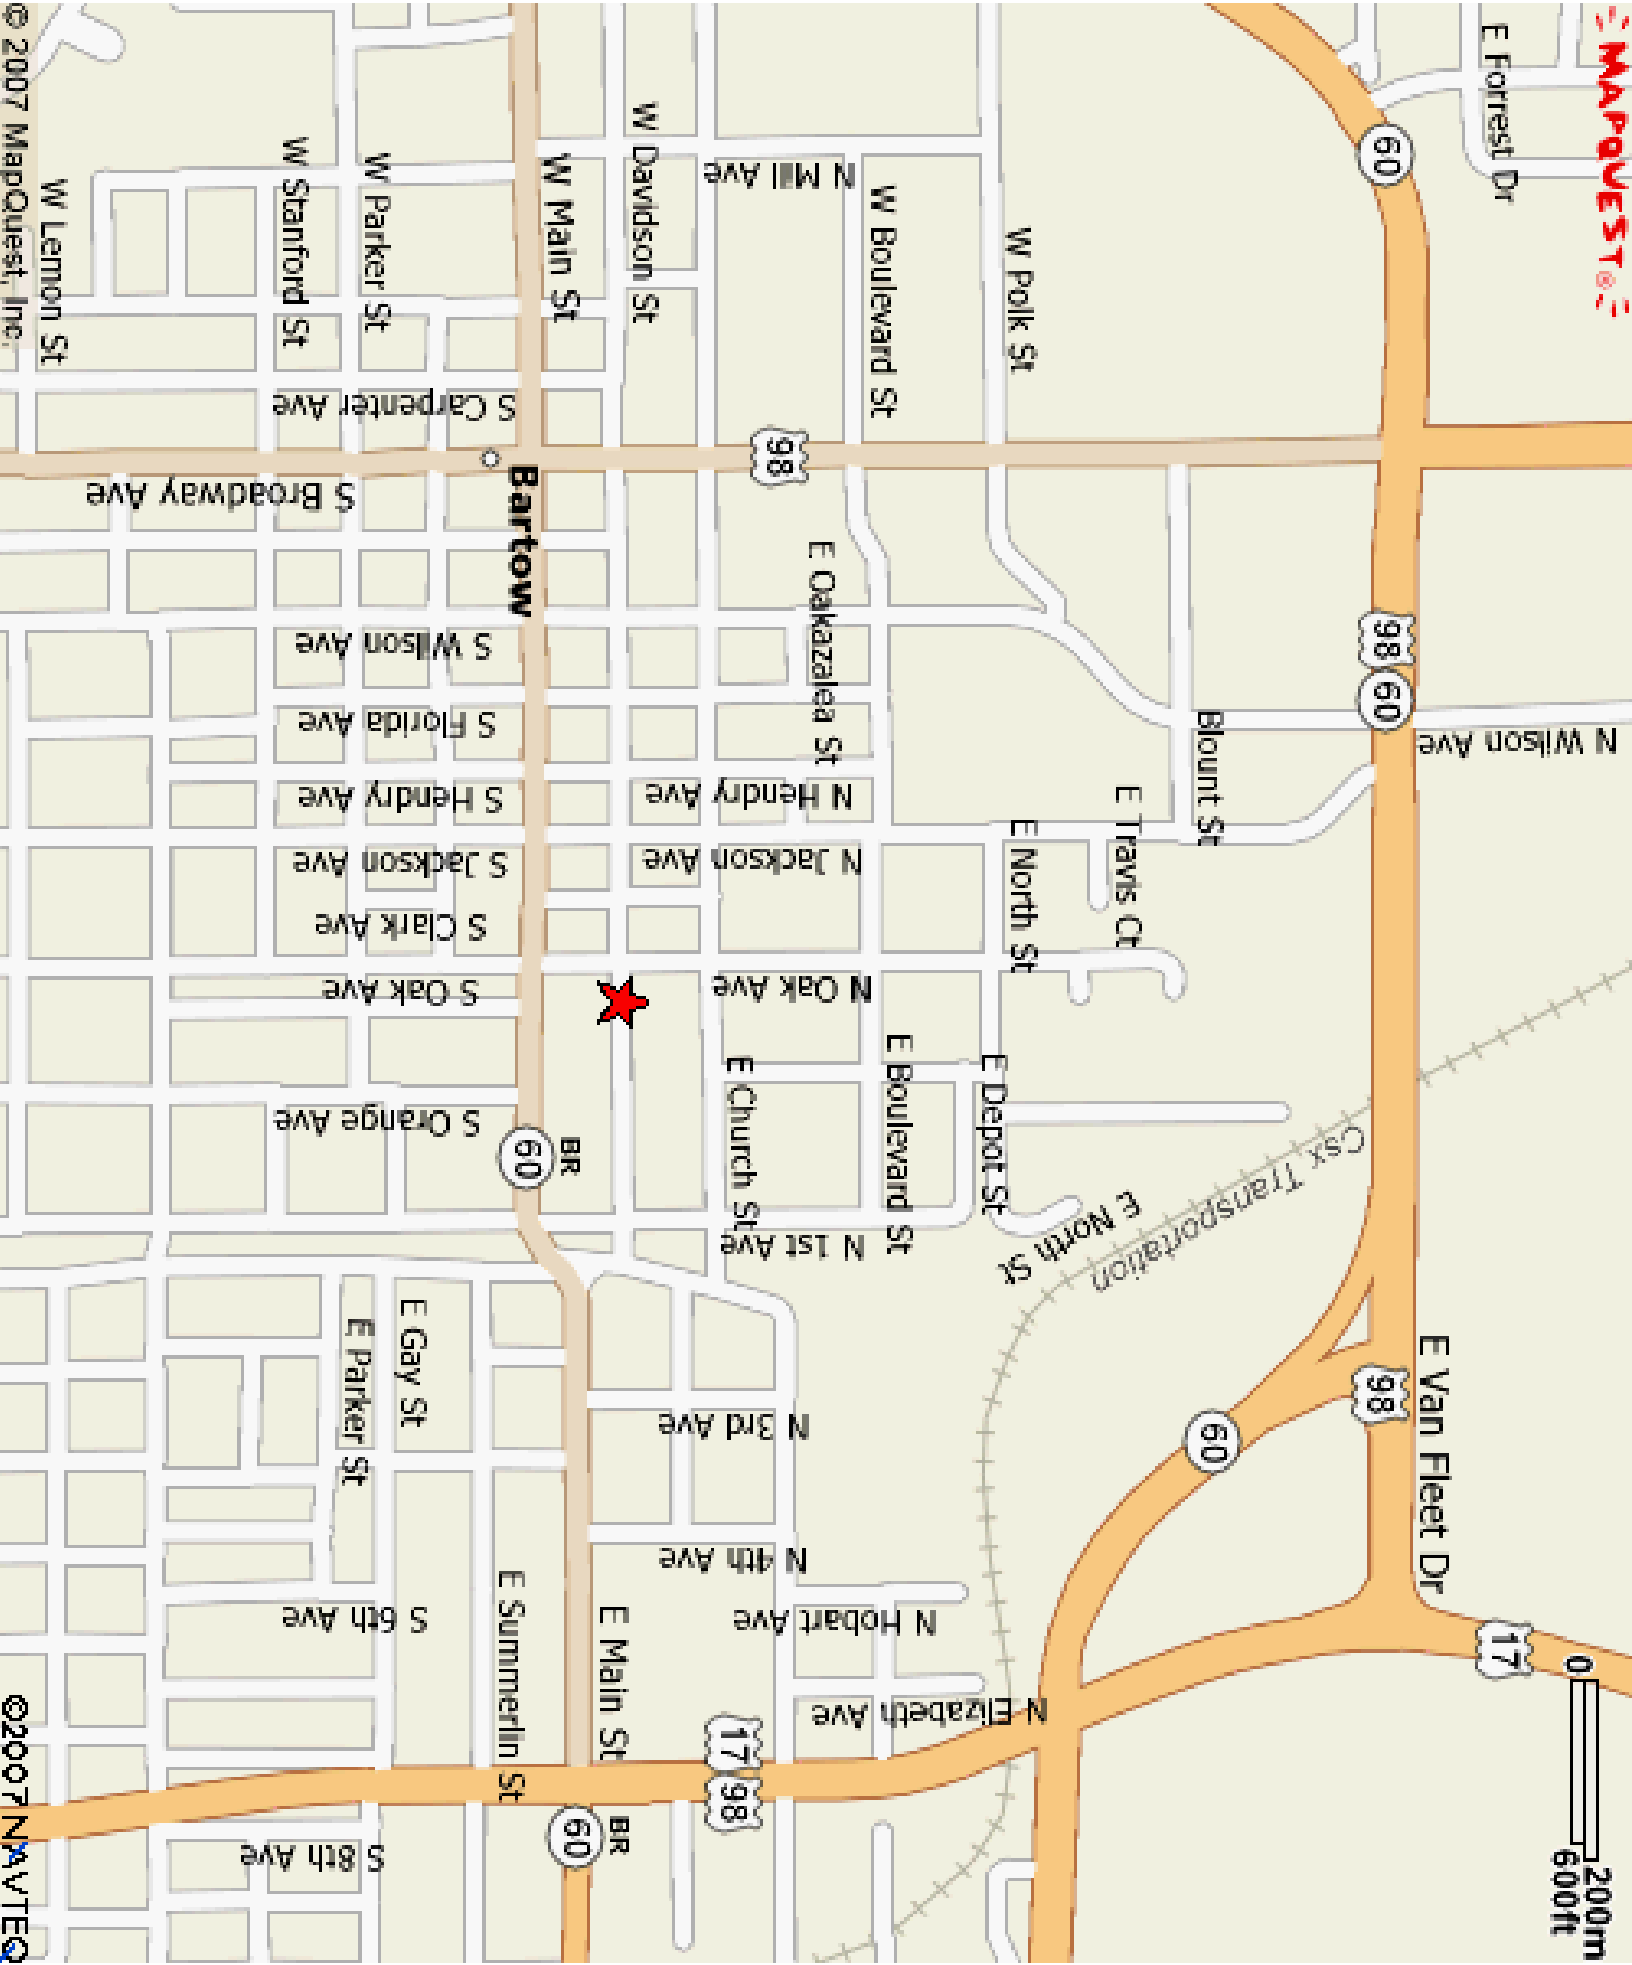 MAPQUEST®
E Forrest Dr
60
N Wilson Ave
98
60
E Van Fleet Dr
98
17
0
200m
600ft
Blount St
E Travis Ct
Csx Transportation
60
W Polk St
E North St
E Depot St
E North St
N Elizabeth Ave
W Boulevard St
N Mill Ave
98
E Oakazalea St
N Hendry Ave
N Jackson Ave
N Oak Ave
E Boulevard St
E Church St
N 1st Ave
N 3rd Ave
N 4th Ave
N Hobart Ave
17
98
W Davidson St
W Main St
Bartow
60
BR
E Main St
60
BR
E Summerlin St
W Parker St
W Stanford St
S Carpenter Ave
S Broadway Ave
S Wilson Ave
S Florida Ave
S Hendry Ave
S Jackson Ave
S Clark Ave
S Oak Ave
S Orange Ave
E Gay St
E Parker St
S 6th Ave
S 8th Ave
W Lemon St
© 2007 MapQuest, Inc.
©2007 NAVTEQ